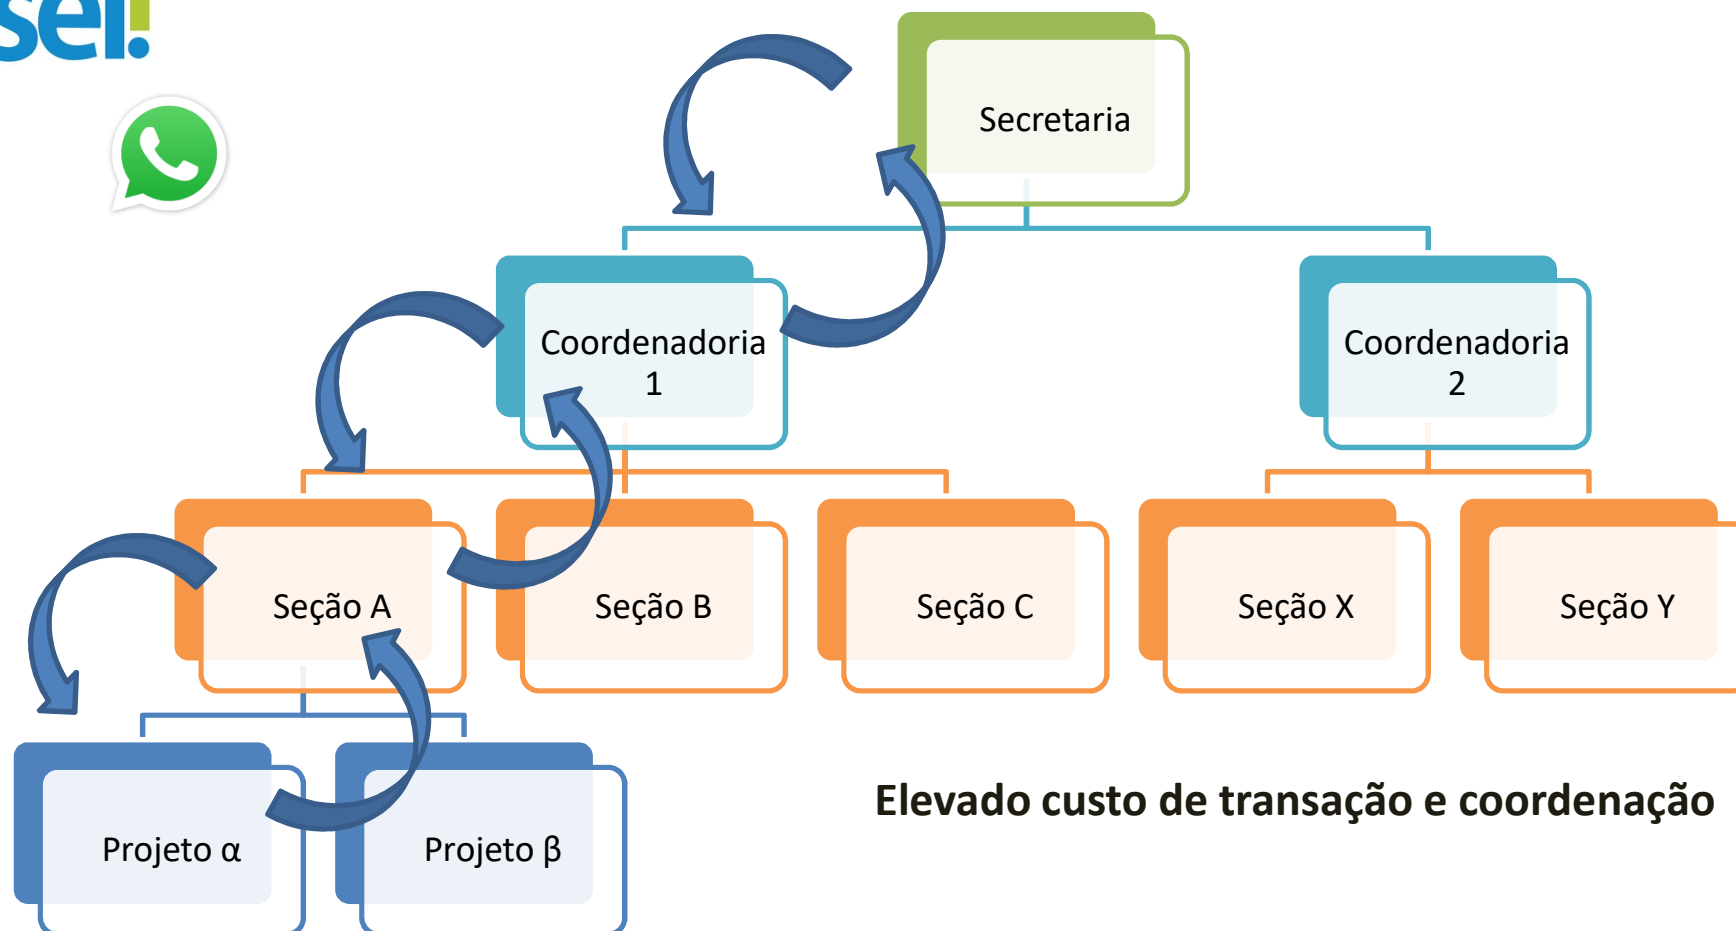 sei!
Secretaria
Coordenadoria
1
Coordenadoria
2
Seção A
Seção B
Seção C
Seção X
Seção Y
Elevado custo de transação e coordenação
Projeto α
Projeto β